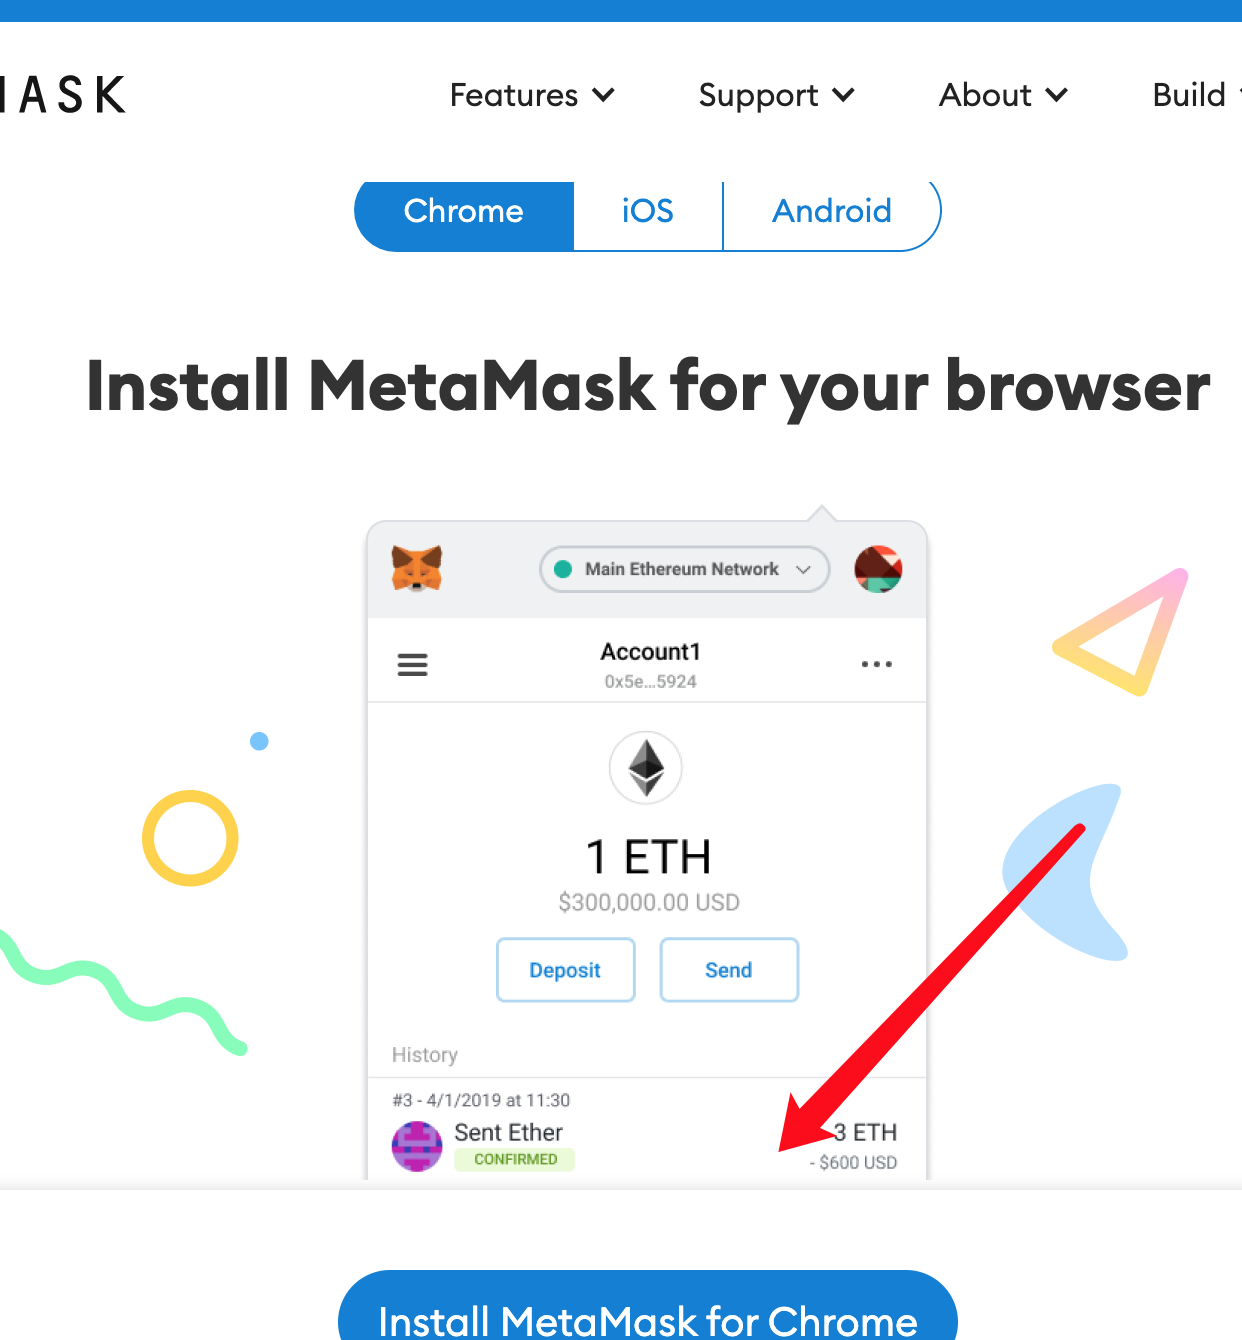 ASK
Features Support About Build
Chrome iOS Android
Install MetaMask for your browser
Main Ethereum Network
Account1
0x5e...5924
1 ETH
$300,000.00 USD
Deposit Send
History
#3 - 4/1/2019 at 11:30
Sent Ether 3 ETH
CONFIRMED - $600 USD
Install MetaMask for Chrome